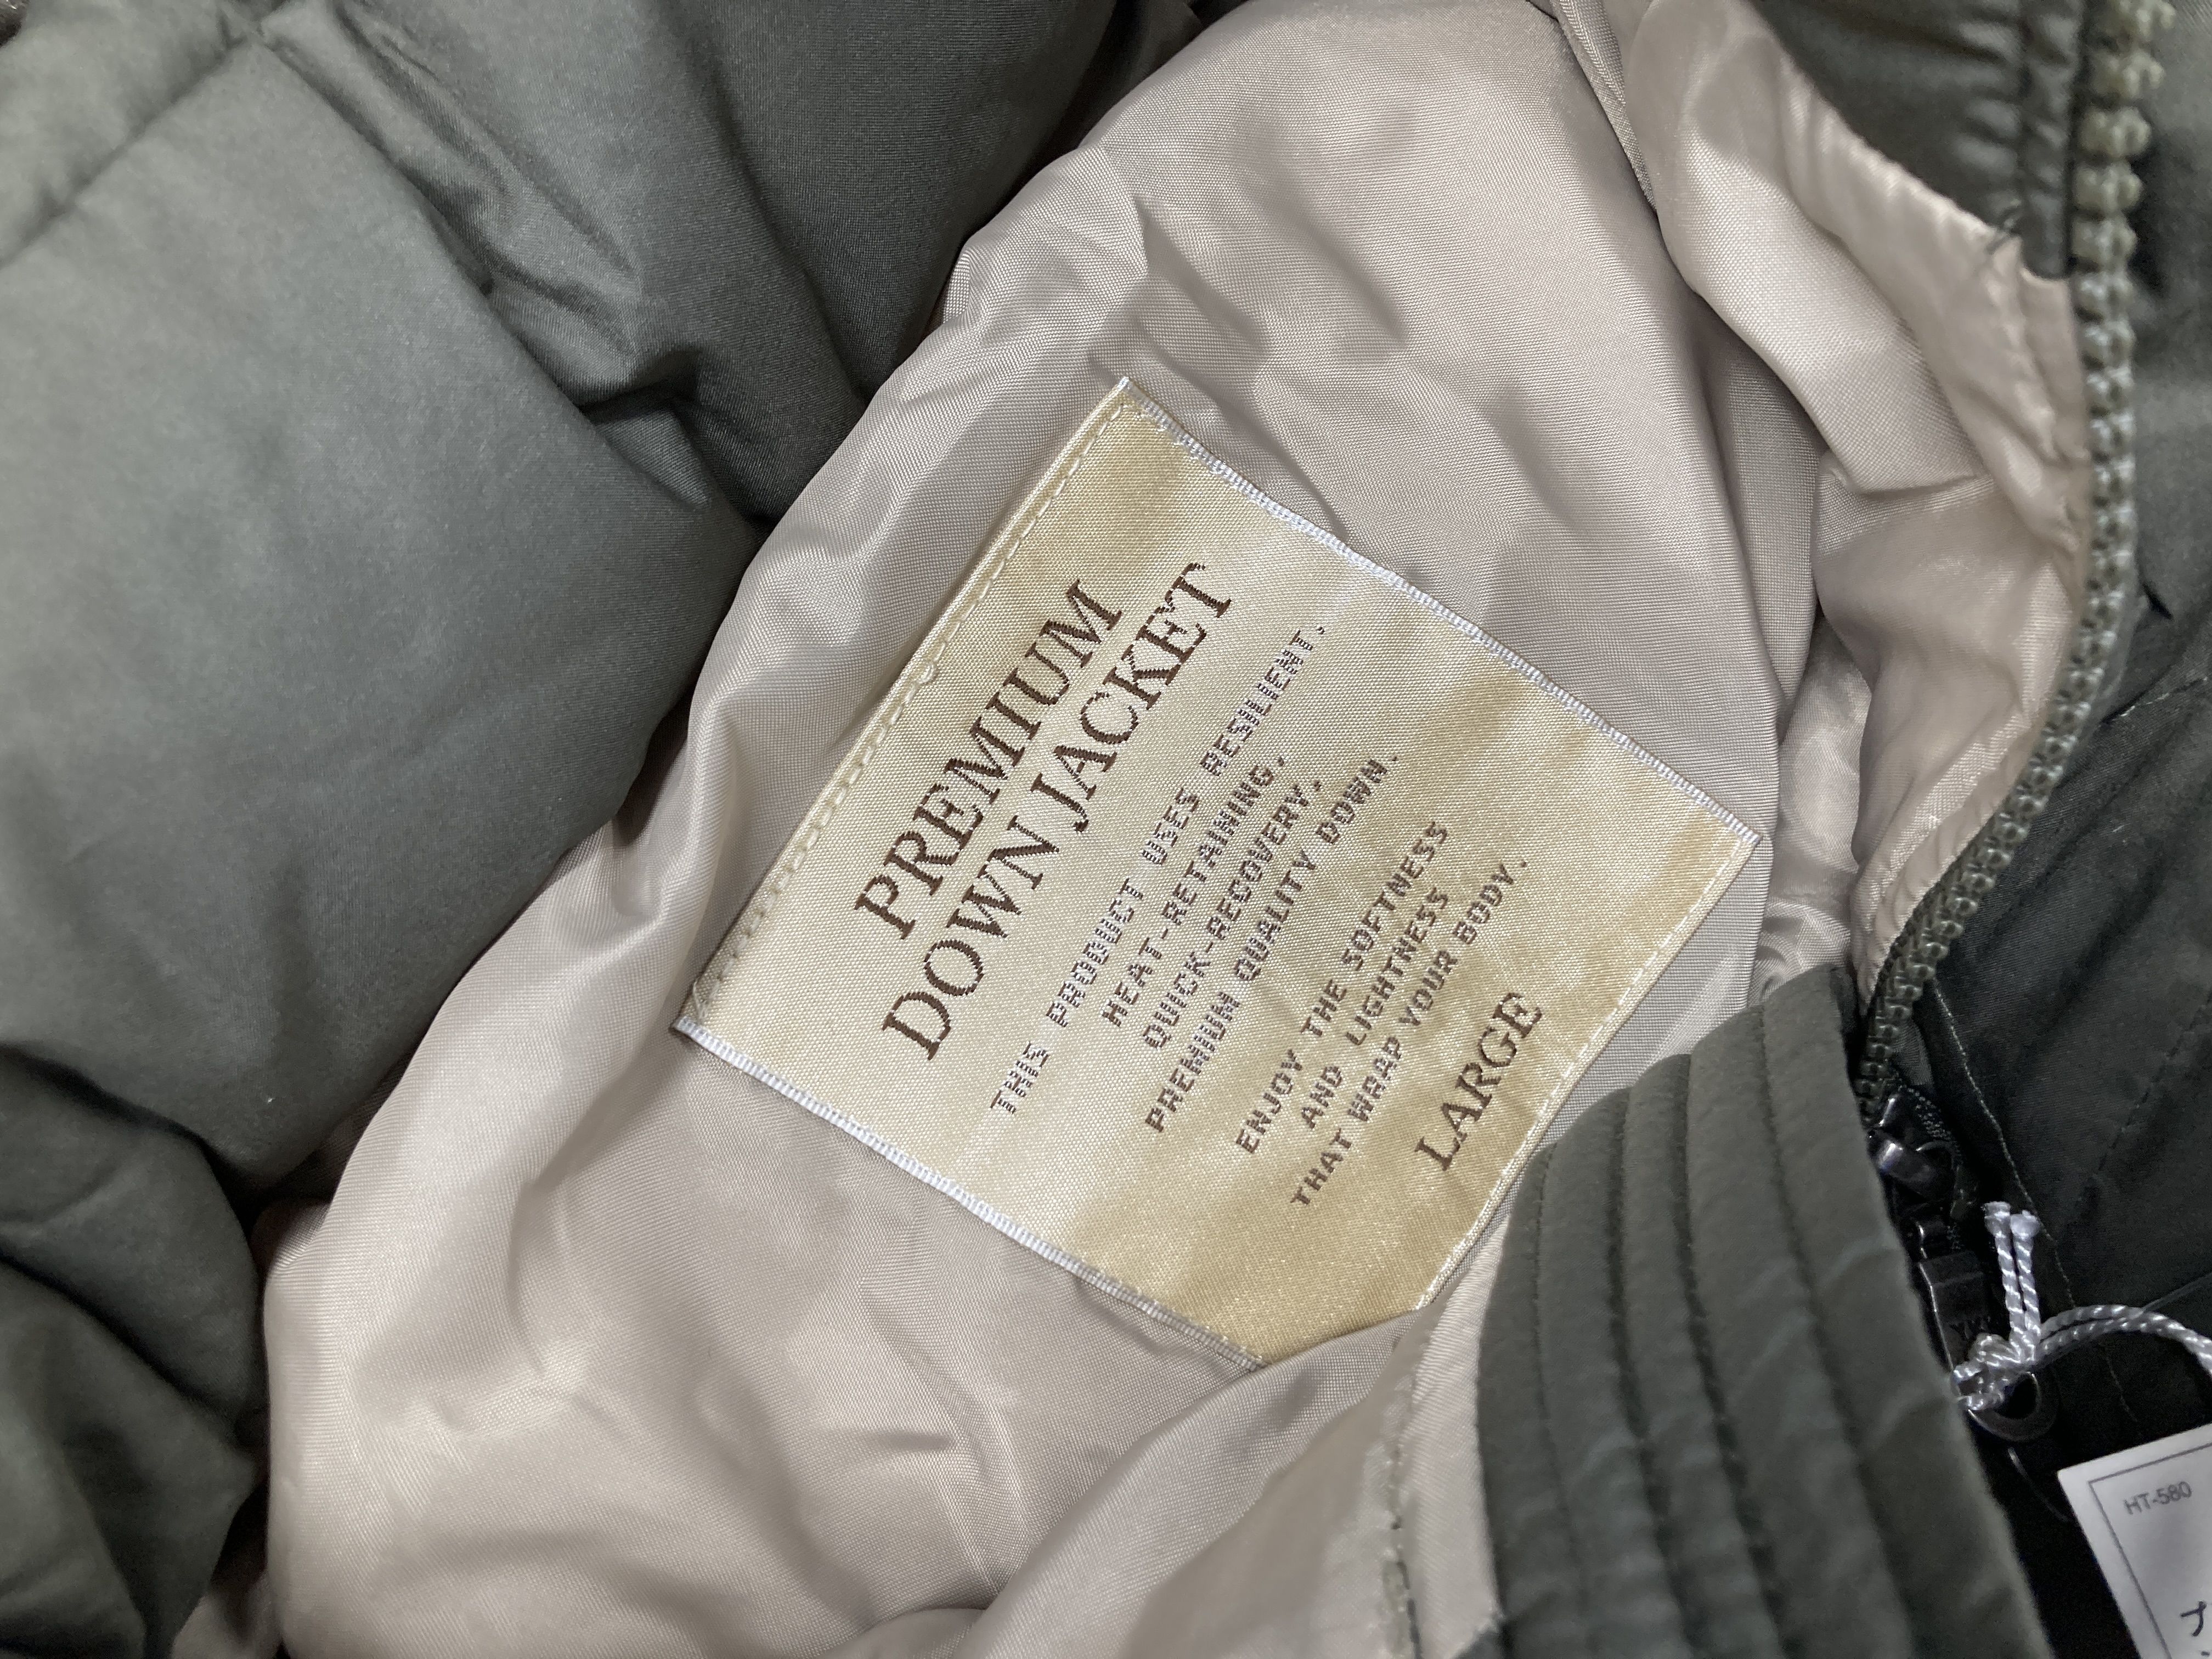 PREMIUM
DOWN JACKET
THIS PRODUCT USES RESILIENT,
HEAT-RETAINING,
QUICK-RECOVERY,
PREMIUM QUALITY DOWN.
ENJOY THE SOFTNESS
AND LIGHTNESS
THAT WRAP YOUR BODY.
LARGE
HT-580